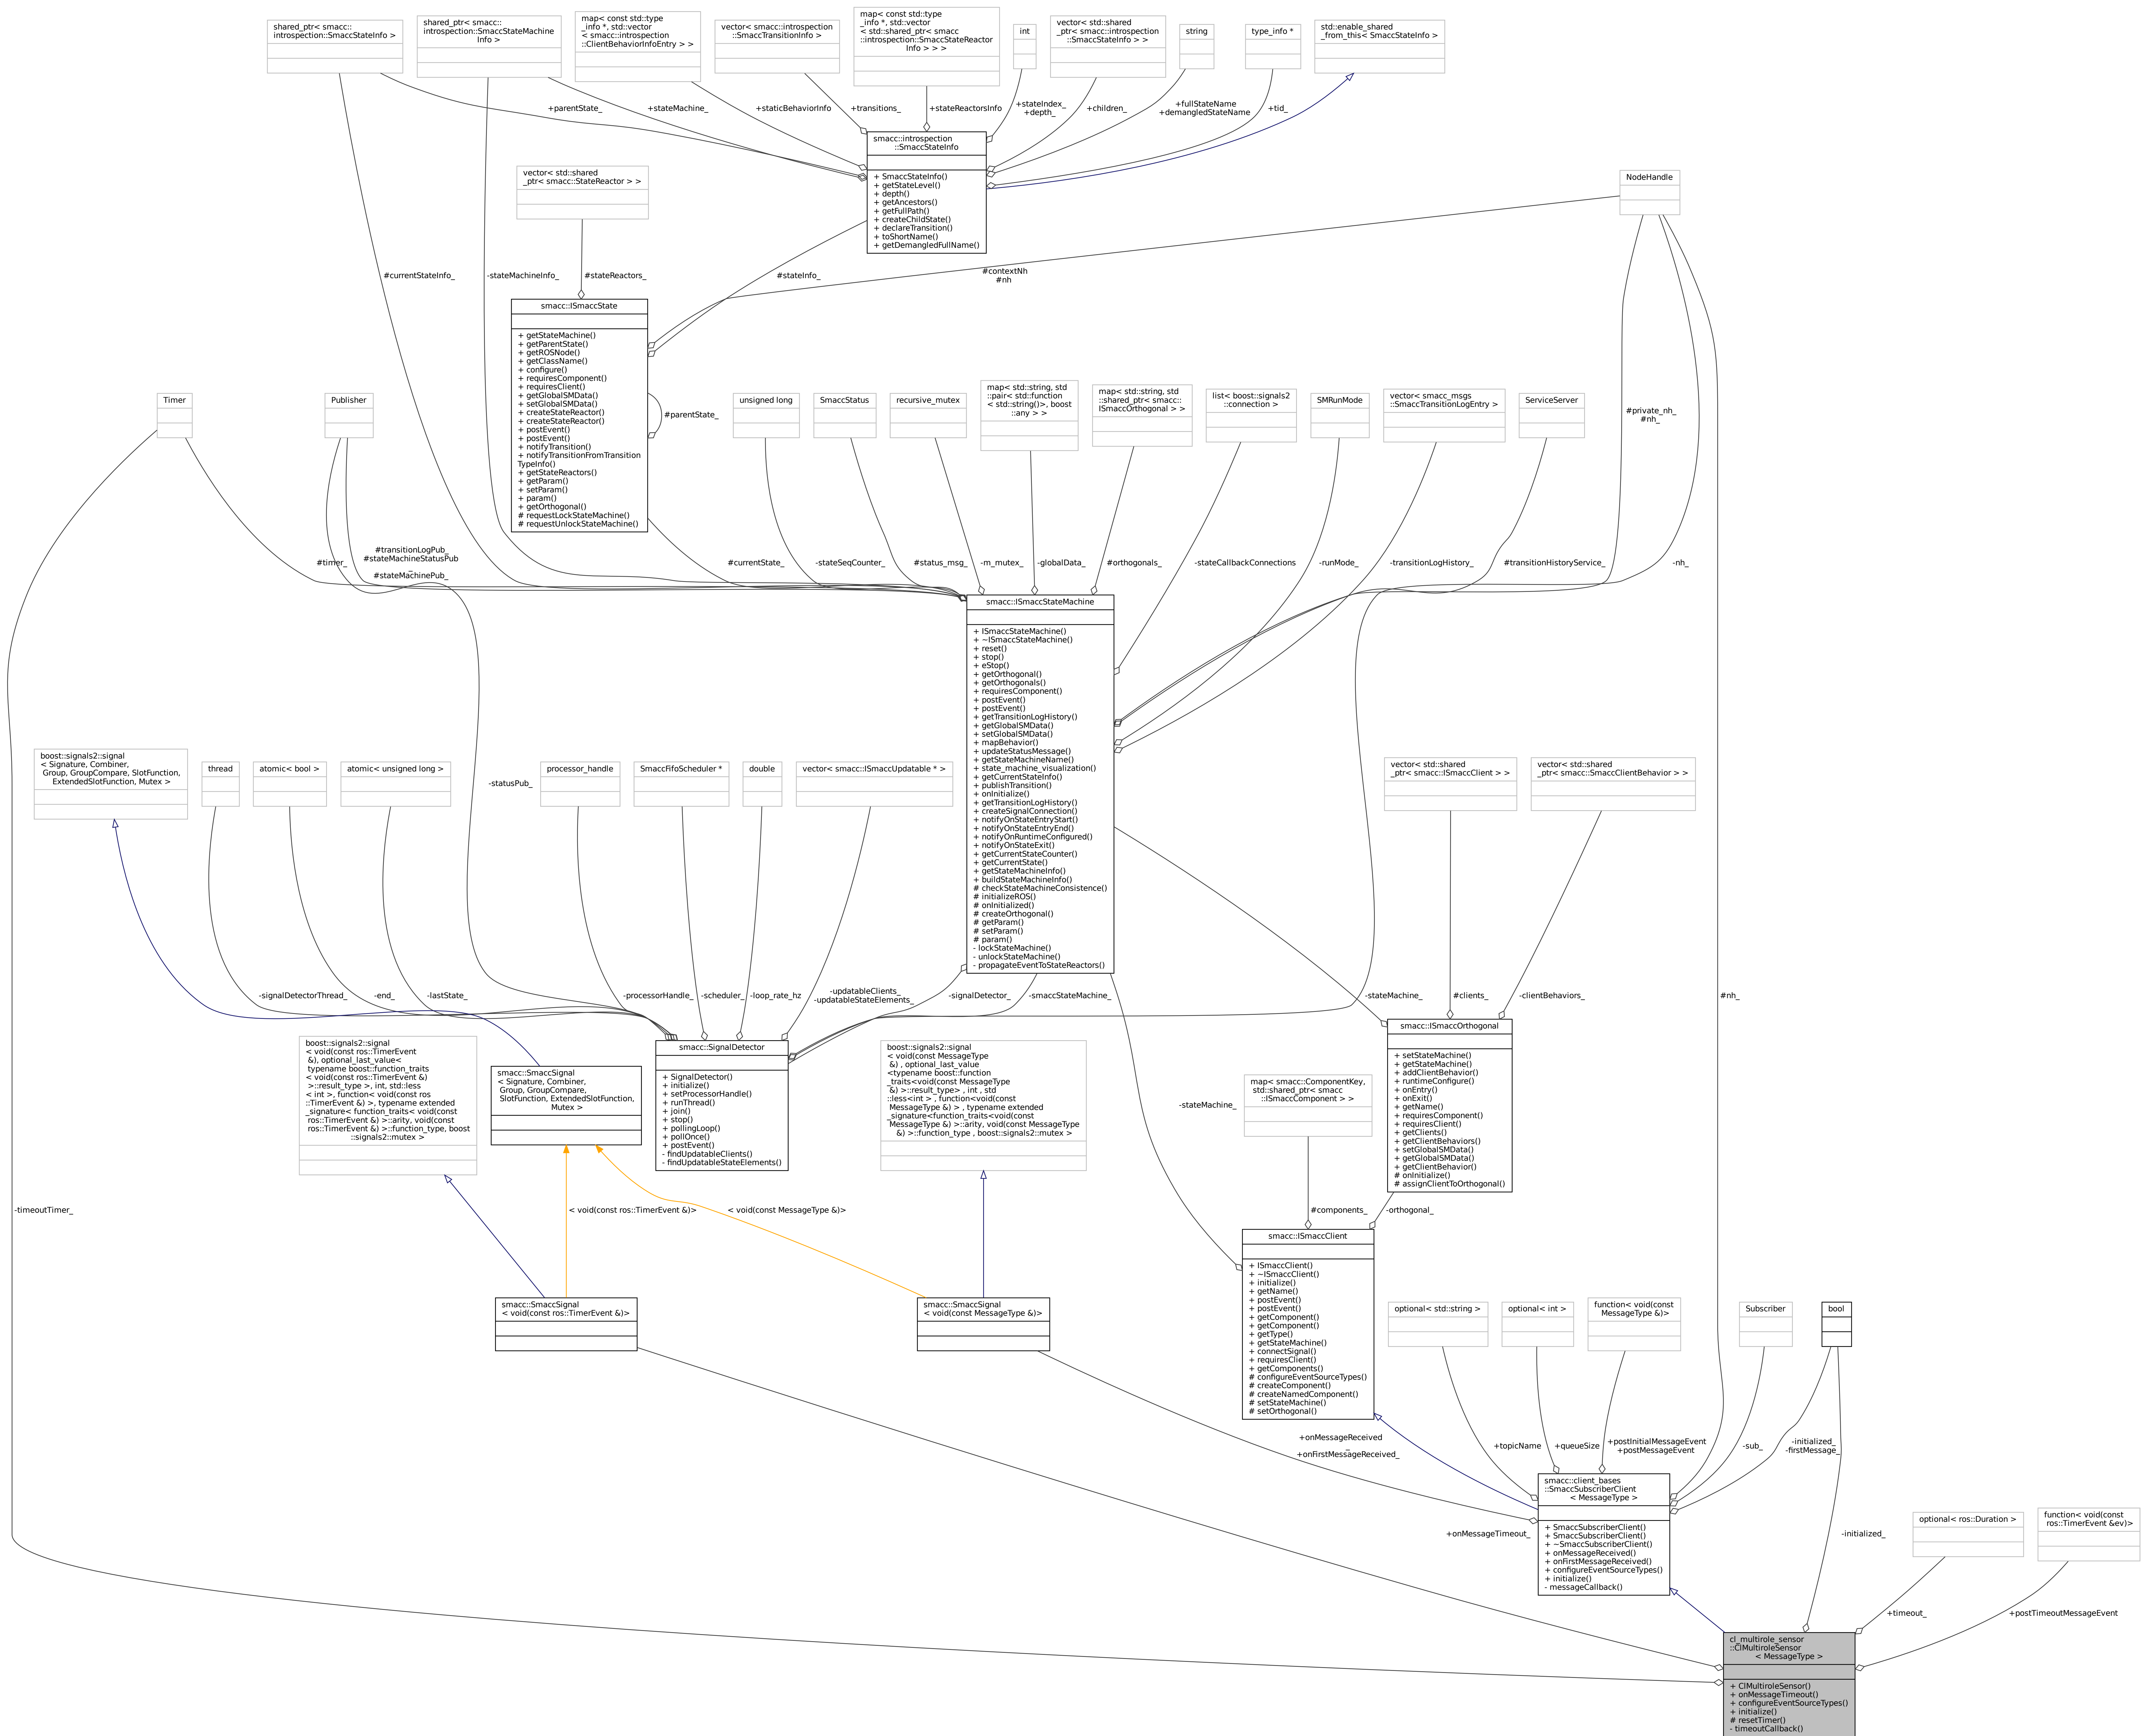 shared_ptr< smacc::
introspection::SmaccStateInfo >
shared_ptr< smacc::
introspection::SmaccStateMachine
Info >
map< const std::type
_info *, std::vector
< smacc::introspection
::ClientBehaviorInfoEntry > >
vector< smacc::introspection
::SmaccTransitionInfo >
map< const std::type
_info *, std::vector
< std::shared_ptr< smacc
::introspection::SmaccStateReactor
Info > > >
int
vector< std::shared
_ptr< smacc::introspection
::SmaccStateInfo > >
string
type_info *
std::enable_shared
_from_this< SmaccStateInfo >
+parentState_
+stateMachine_
+staticBehaviorInfo
+transitions_
+stateReactorsInfo
+stateIndex_
+depth_
+children_
+fullStateName
+demangledStateName
+tid_
smacc::introspection
::SmaccStateInfo
+ SmaccStateInfo()
+ getStateLevel()
+ depth()
+ getAncestors()
+ getFullPath()
+ createChildState()
+ declareTransition()
+ toShortName()
+ getDemangledFullName()
vector< std::shared
_ptr< smacc::StateReactor > >
NodeHandle
#currentStateInfo_
-stateMachineInfo_
#stateReactors_
#stateInfo_
#contextNh
#nh
smacc::ISmaccState
+ getStateMachine()
+ getParentState()
+ getROSNode()
+ getClassName()
+ configure()
+ requiresComponent()
+ requiresClient()
+ getGlobalSMData()
+ setGlobalSMData()
+ createStateReactor()
+ createStateReactor()
+ postEvent()
+ postEvent()
+ notifyTransition()
+ notifyTransitionFromTransition
TypeInfo()
+ getStateReactors()
+ getParam()
+ setParam()
+ param()
+ getOrthogonal()
# requestLockStateMachine()
# requestUnlockStateMachine()
#parentState_
Timer
Publisher
unsigned long
SmaccStatus
recursive_mutex
map< std::string, std
::pair< std::function
< std::string()>, boost
::any > >
map< std::string, std
::shared_ptr< smacc::
ISmaccOrthogonal > >
list< boost::signals2
::connection >
SMRunMode
vector< smacc_msgs
::SmaccTransitionLogEntry >
ServiceServer
#private_nh_
#nh_
#timer_
#transitionLogPub_
#stateMachineStatusPub
_
#stateMachinePub_
#currentState_
-stateSeqCounter_
#status_msg_
-m_mutex_
-globalData_
#orthogonals_
-stateCallbackConnections
-runMode_
-transitionLogHistory_
#transitionHistoryService_
-nh_
smacc::ISmaccStateMachine
+ ISmaccStateMachine()
+ ~ISmaccStateMachine()
+ reset()
+ stop()
+ eStop()
+ getOrthogonal()
+ getOrthogonals()
+ requiresComponent()
+ postEvent()
+ postEvent()
+ getTransitionLogHistory()
+ getGlobalSMData()
+ setGlobalSMData()
+ mapBehavior()
+ updateStatusMessage()
+ getStateMachineName()
+ state_machine_visualization()
+ getCurrentStateInfo()
+ publishTransition()
+ onInitialize()
+ getTransitionLogHistory()
+ createSignalConnection()
+ notifyOnStateEntryStart()
+ notifyOnStateEntryEnd()
+ notifyOnRuntimeConfigured()
+ notifyOnStateExit()
+ getCurrentStateCounter()
+ getCurrentState()
+ getStateMachineInfo()
+ buildStateMachineInfo()
# checkStateMachineConsistence()
# initializeROS()
# onInitialized()
# createOrthogonal()
# getParam()
# setParam()
# param()
- lockStateMachine()
- unlockStateMachine()
- propagateEventToStateReactors()
boost::signals2::signal
< Signature, Combiner,
Group, GroupCompare, SlotFunction,
ExtendedSlotFunction, Mutex >
thread
atomic< bool >
atomic< unsigned long >
-statusPub_
processor_handle
SmaccFifoScheduler *
double
vector< smacc::ISmaccUpdatable * >
vector< std::shared
_ptr< smacc::ISmaccClient > >
vector< std::shared
_ptr< smacc::SmaccClientBehavior > >
-signalDetectorThread_
-end_
-lastState_
-processorHandle_
-scheduler_
-loop_rate_hz
-updatableClients_
-updatableStateElements_
-signalDetector_
-smaccStateMachine_
-stateMachine_
#clients_
-clientBehaviors_
#nh_
boost::signals2::signal
< void(const ros::TimerEvent
&), optional_last_value<
typename boost::function_traits
< void(const ros::TimerEvent &)
>::result_type >, int, std::less
< int >, function< void(const ros
::TimerEvent &) >, typename extended
_signature< function_traits< void(const
ros::TimerEvent &) >::arity, void(const
ros::TimerEvent &) >::function_type, boost
::signals2::mutex >
smacc::SmaccSignal
< Signature, Combiner,
Group, GroupCompare,
SlotFunction, ExtendedSlotFunction,
Mutex >
smacc::SignalDetector
+ SignalDetector()
+ initialize()
+ setProcessorHandle()
+ runThread()
+ join()
+ stop()
+ pollingLoop()
+ pollOnce()
+ postEvent()
- findUpdatableClients()
- findUpdatableStateElements()
boost::signals2::signal
< void(const MessageType
&) , optional_last_value
<typename boost::function
_traits<void(const MessageType
&) >::result_type> , int , std
::less<int > , function<void(const
MessageType &) > , typename extended
_signature<function_traits<void(const
MessageType &) >::arity, void(const MessageType
&) >::function_type , boost::signals2::mutex >
-stateMachine_
map< smacc::ComponentKey,
std::shared_ptr< smacc
::ISmaccComponent > >
smacc::ISmaccOrthogonal
+ setStateMachine()
+ getStateMachine()
+ addClientBehavior()
+ runtimeConfigure()
+ onEntry()
+ onExit()
+ getName()
+ requiresComponent()
+ requiresClient()
+ getClients()
+ getClientBehaviors()
+ setGlobalSMData()
+ getGlobalSMData()
+ getClientBehavior()
# onInitialize()
# assignClientToOrthogonal()
-timeoutTimer_
< void(const ros::TimerEvent &)>
< void(const MessageType &)>
#components_
-orthogonal_
smacc::SmaccSignal
< void(const ros::TimerEvent &)>
smacc::SmaccSignal
< void(const MessageType &)>
smacc::ISmaccClient
+ ISmaccClient()
+ ~ISmaccClient()
+ initialize()
+ getName()
+ postEvent()
+ postEvent()
+ getComponent()
+ getComponent()
+ getType()
+ getStateMachine()
+ connectSignal()
+ requiresClient()
+ getComponents()
# configureEventSourceTypes()
# createComponent()
# createNamedComponent()
# setStateMachine()
# setOrthogonal()
optional< std::string >
optional< int >
function< void(const
MessageType &)>
Subscriber
bool
+onMessageReceived
_
+onFirstMessageReceived_
+topicName
+queueSize
+postInitialMessageEvent
+postMessageEvent
-sub_
-initialized_
-firstMessage_
smacc::client_bases
::SmaccSubscriberClient
< MessageType >
+ SmaccSubscriberClient()
+ SmaccSubscriberClient()
+ ~SmaccSubscriberClient()
+ onMessageReceived()
+ onFirstMessageReceived()
+ configureEventSourceTypes()
+ initialize()
- messageCallback()
+onMessageTimeout_
-initialized_
optional< ros::Duration >
function< void(const
ros::TimerEvent &ev)>
+timeout_
+postTimeoutMessageEvent
cl_multirole_sensor
::ClMultiroleSensor
< MessageType >
+ ClMultiroleSensor()
+ onMessageTimeout()
+ configureEventSourceTypes()
+ initialize()
# resetTimer()
- timeoutCallback()